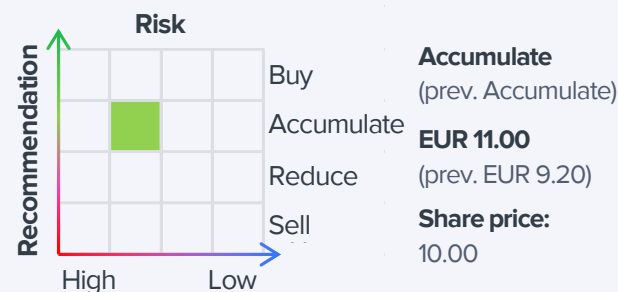 Risk
Recommendation
Buy
Accumulate
Reduce
Sell
High
Low
Accumulate
(prev. Accumulate)
EUR 11.00
(prev. EUR 9.20)
Share price:
10.00